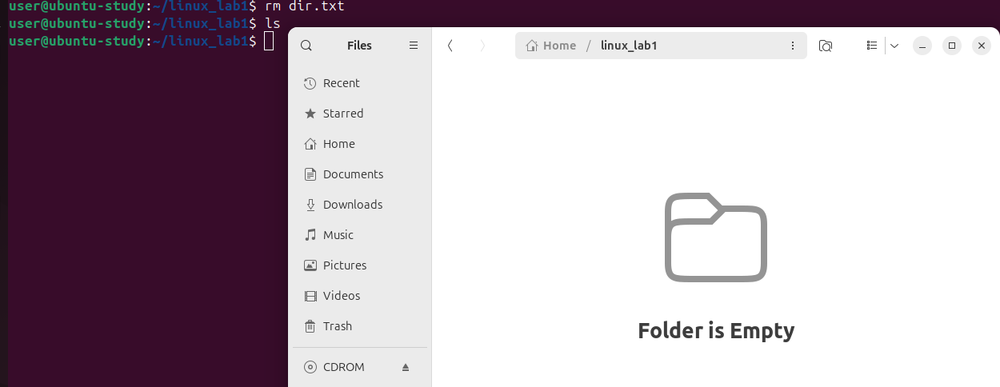 user@ubuntu-study:~/linux_lab1$ rm dir.txt
user@ubuntu-study:~/linux_lab1$ ls
user@ubuntu-study:~/linux_lab1$
Files
Home / linux_lab1
Recent
Starred
Home
Documents
Downloads
Music
Pictures
Videos
Trash
CDROM
Folder is Empty